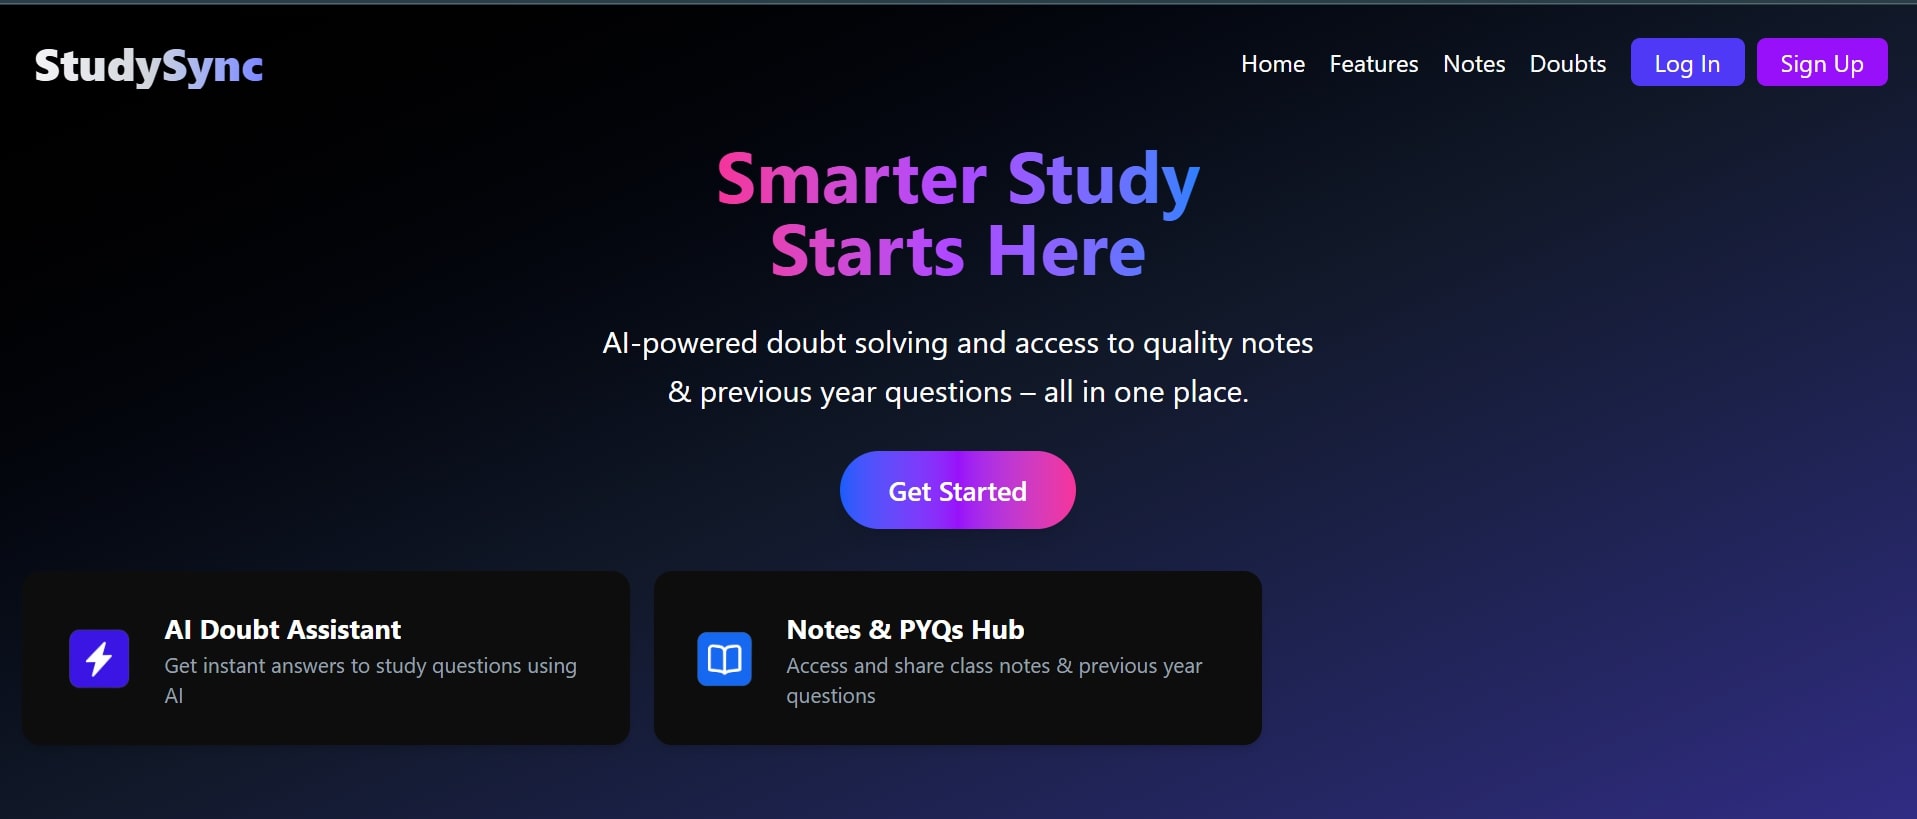 StudySync
Home Features Notes Doubts Log In Sign Up
Smarter Study
Starts Here
AI-powered doubt solving and access to quality notes
& previous year questions – all in one place.
Get Started
AI Doubt Assistant
Get instant answers to study questions using
AI
Notes & PYQs Hub
Access and share class notes & previous year
questions